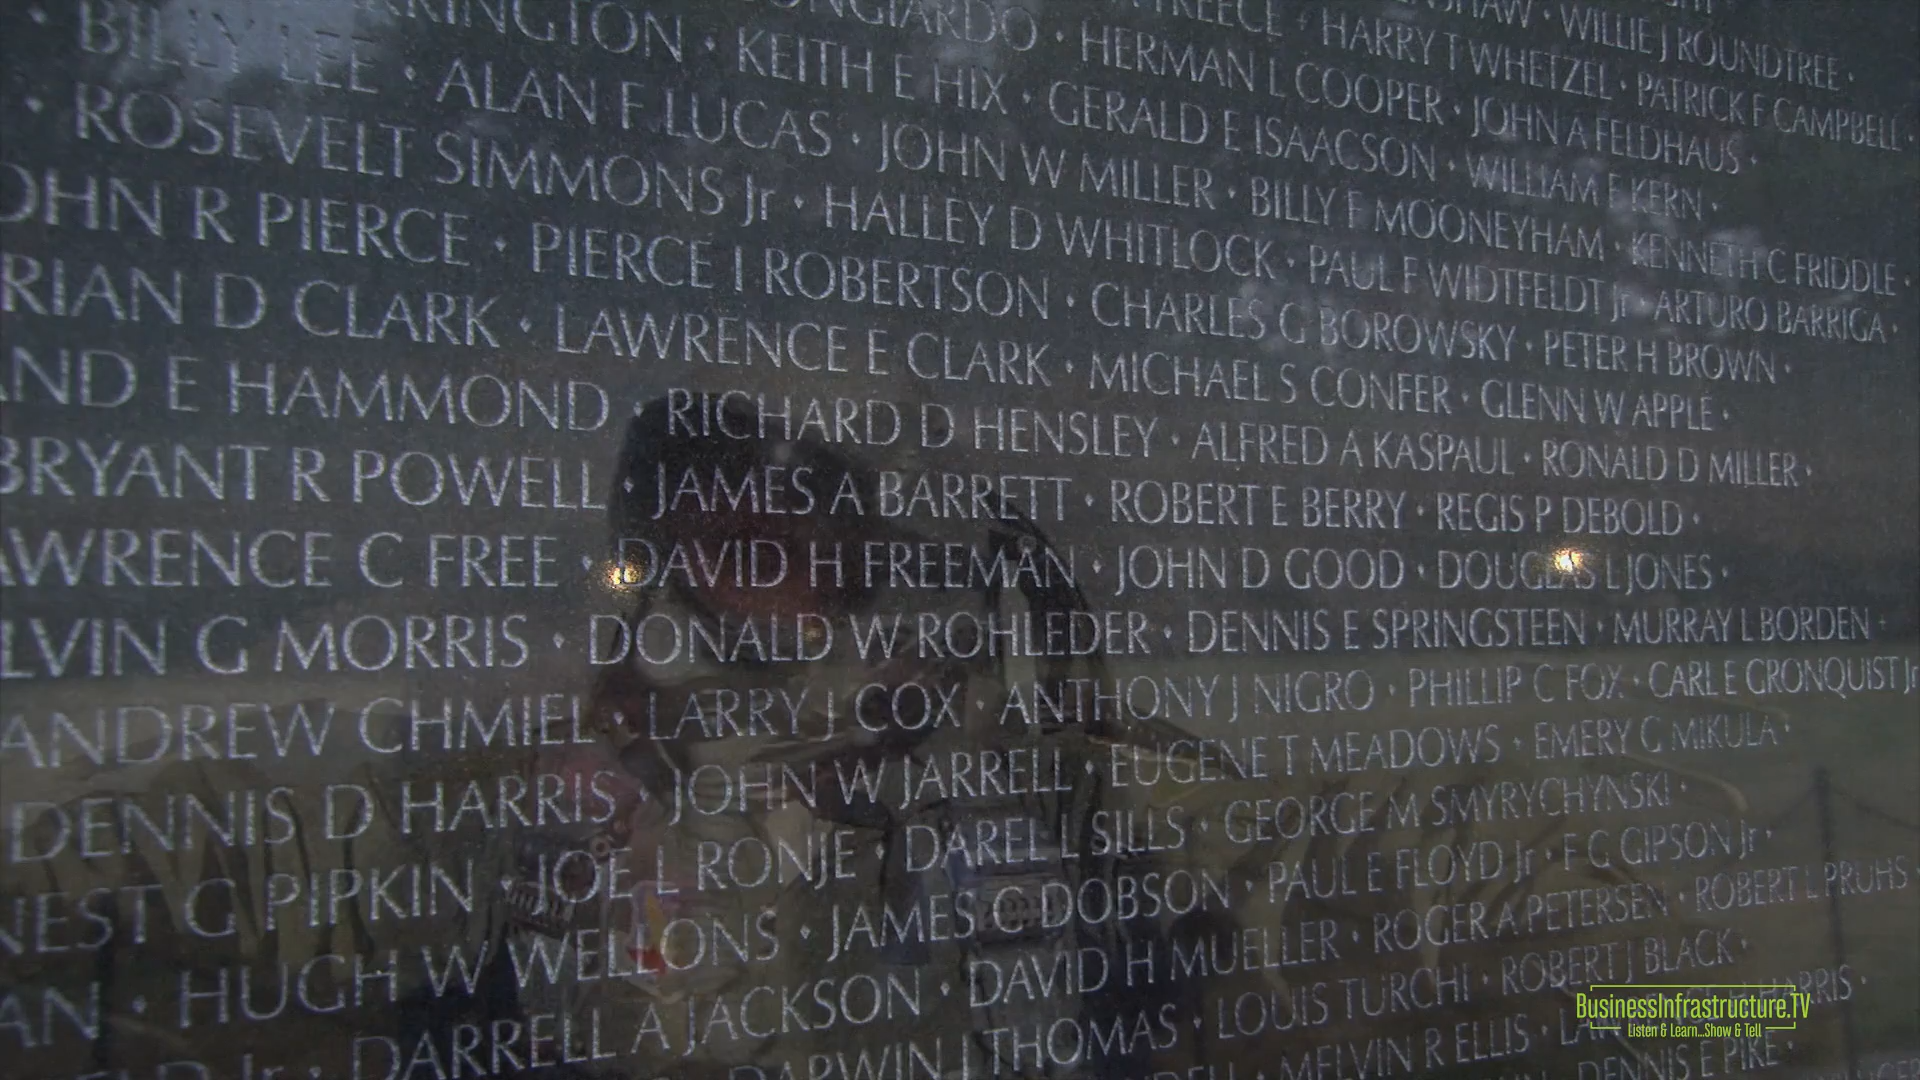 WILLIE J ROUNDTREE ·
HARRY T WHETZEL · PATRICK F CAMPBELL ·
HERMAN L COOPER · JOHN A FELDHAUS ·
BILLY LEE · KEITH E HIX · GERALD E ISAACSON · WILLIAM E KERN ·
· ALAN F LUCAS · JOHN W MILLER · BILLY E MOONEYHAM · KENNETH C FRIDDLE ·
· ROSEVELT SIMMONS Jr · HALLEY D WHITLOCK · PAUL F WIDTFELDT Jr · ARTURO BARRIGA ·
OHN R PIERCE · PIERCE I ROBERTSON · CHARLES G BOROWSKY · PETER H BROWN ·
RIAN D CLARK · LAWRENCE E CLARK · MICHAEL S CONFER · GLENN W APPLE ·
AND E HAMMOND · RICHARD D HENSLEY · ALFRED A KASPAUL · RONALD D MILLER ·
BRYANT R POWELL · JAMES A BARRETT · ROBERT E BERRY · REGIS P DEBOLD ·
AWRENCE C FREE · DAVID H FREEMAN · JOHN D GOOD · DOUGLAS L JONES ·
LVIN G MORRIS · DONALD W ROHLEDER · DENNIS E SPRINGSTEEN · MURRAY L BORDEN +
ANDREW CHMIEL · LARRY J COX · ANTHONY J NIGRO · PHILLIP C FOX · CARL E GRONQUIST Jr
DENNIS D HARRIS · JOHN W JARRELL · EUGENE T MEADOWS · EMERY G MIKULA ·
NEST G PIPKIN · JOE L RONJE · DAREL L SILLS · GEORGE M SMYRYCHYNSKI ·
AN · HUGH W WELLONS · JAMES C DOBSON · PAUL E FLOYD Jr · F C GIPSON Jr ·
Jr · DARRELL A JACKSON · DAVID H MUELLER · ROGER A PETERSEN · ROBERT L PRUHS ·
DARWIN J THOMAS · LOUIS TURCHI · ROBERT J BLACK ·
MELVIN R ELLIS · HARRIS ·
DENNIS E PIKE ·
BusinessInfrastructure.TV
Listen & Learn...Show & Tell